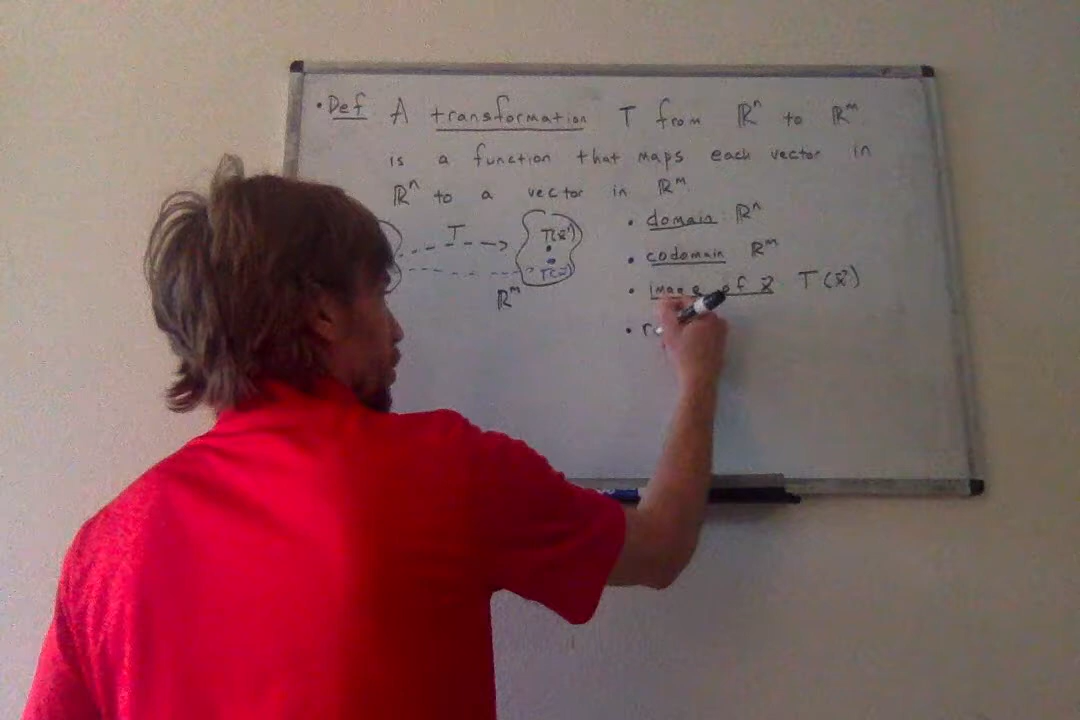 • Def A transformation T from ℝⁿ to ℝᵐ
is a function that maps each vector in
ℝⁿ to a vector in ℝᵐ.
• domain: ℝⁿ
T
T(x⃗)
• codomain ℝᵐ
ℝᵐ
• image of x⃗ T(x⃗)
• r